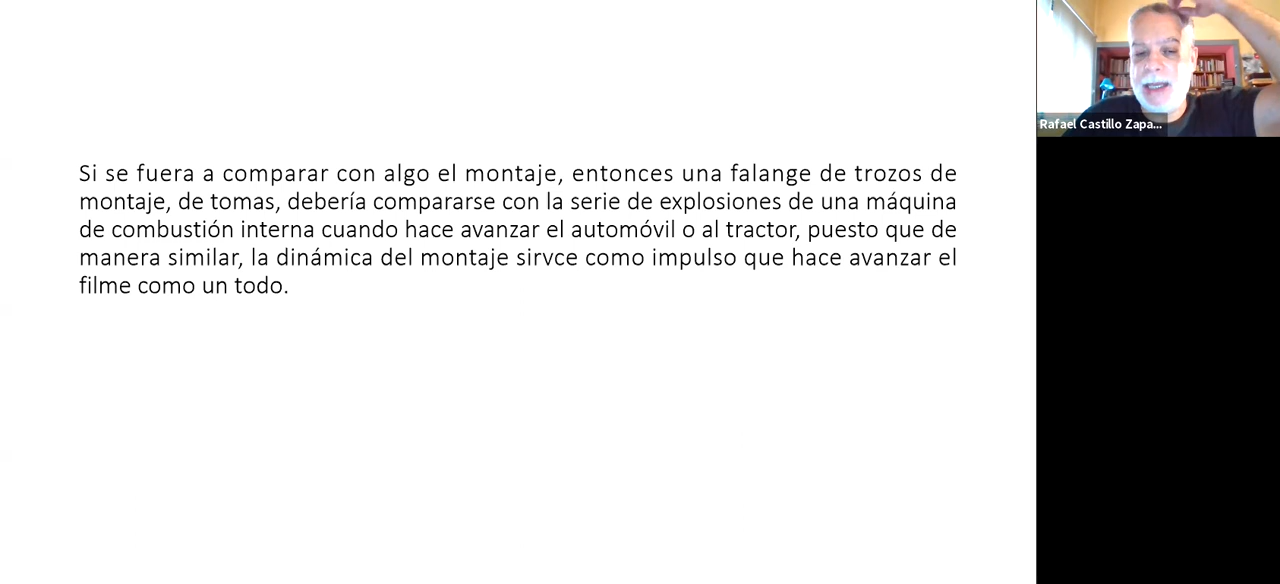 Si se fuera a comparar con algo el montaje, entonces una falange de trozos de
montaje, de tomas, debería compararse con la serie de explosiones de una máquina
de combustión interna cuando hace avanzar el automóvil o al tractor, puesto que de
manera similar, la dinámica del montaje sirvce como impulso que hace avanzar el
filme como un todo.
Rafael Castillo Zapa...